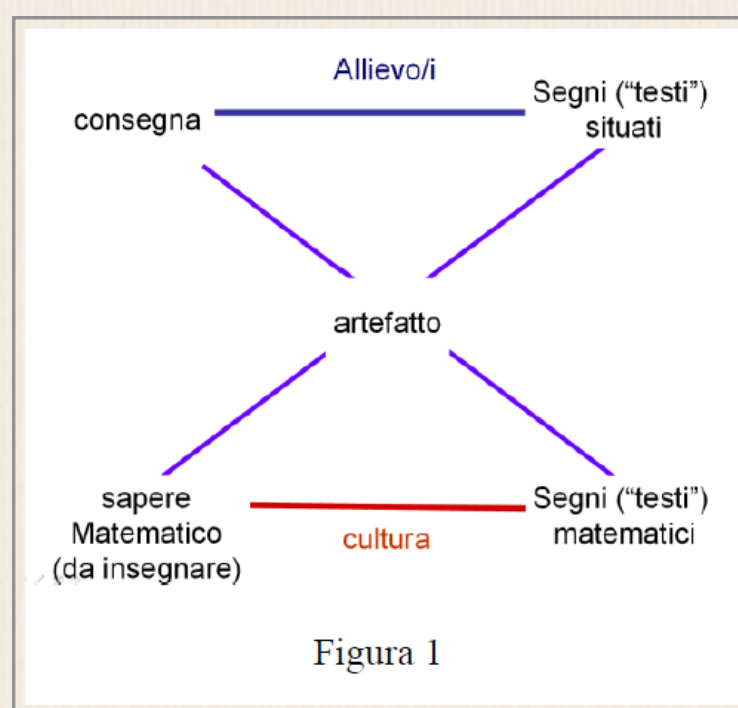 Allievo/i
consegna
Segni (“testi”)
situati
artefatto
sapere
Matematico
(da insegnare)
cultura
Segni (“testi”)
matematici
Figura 1